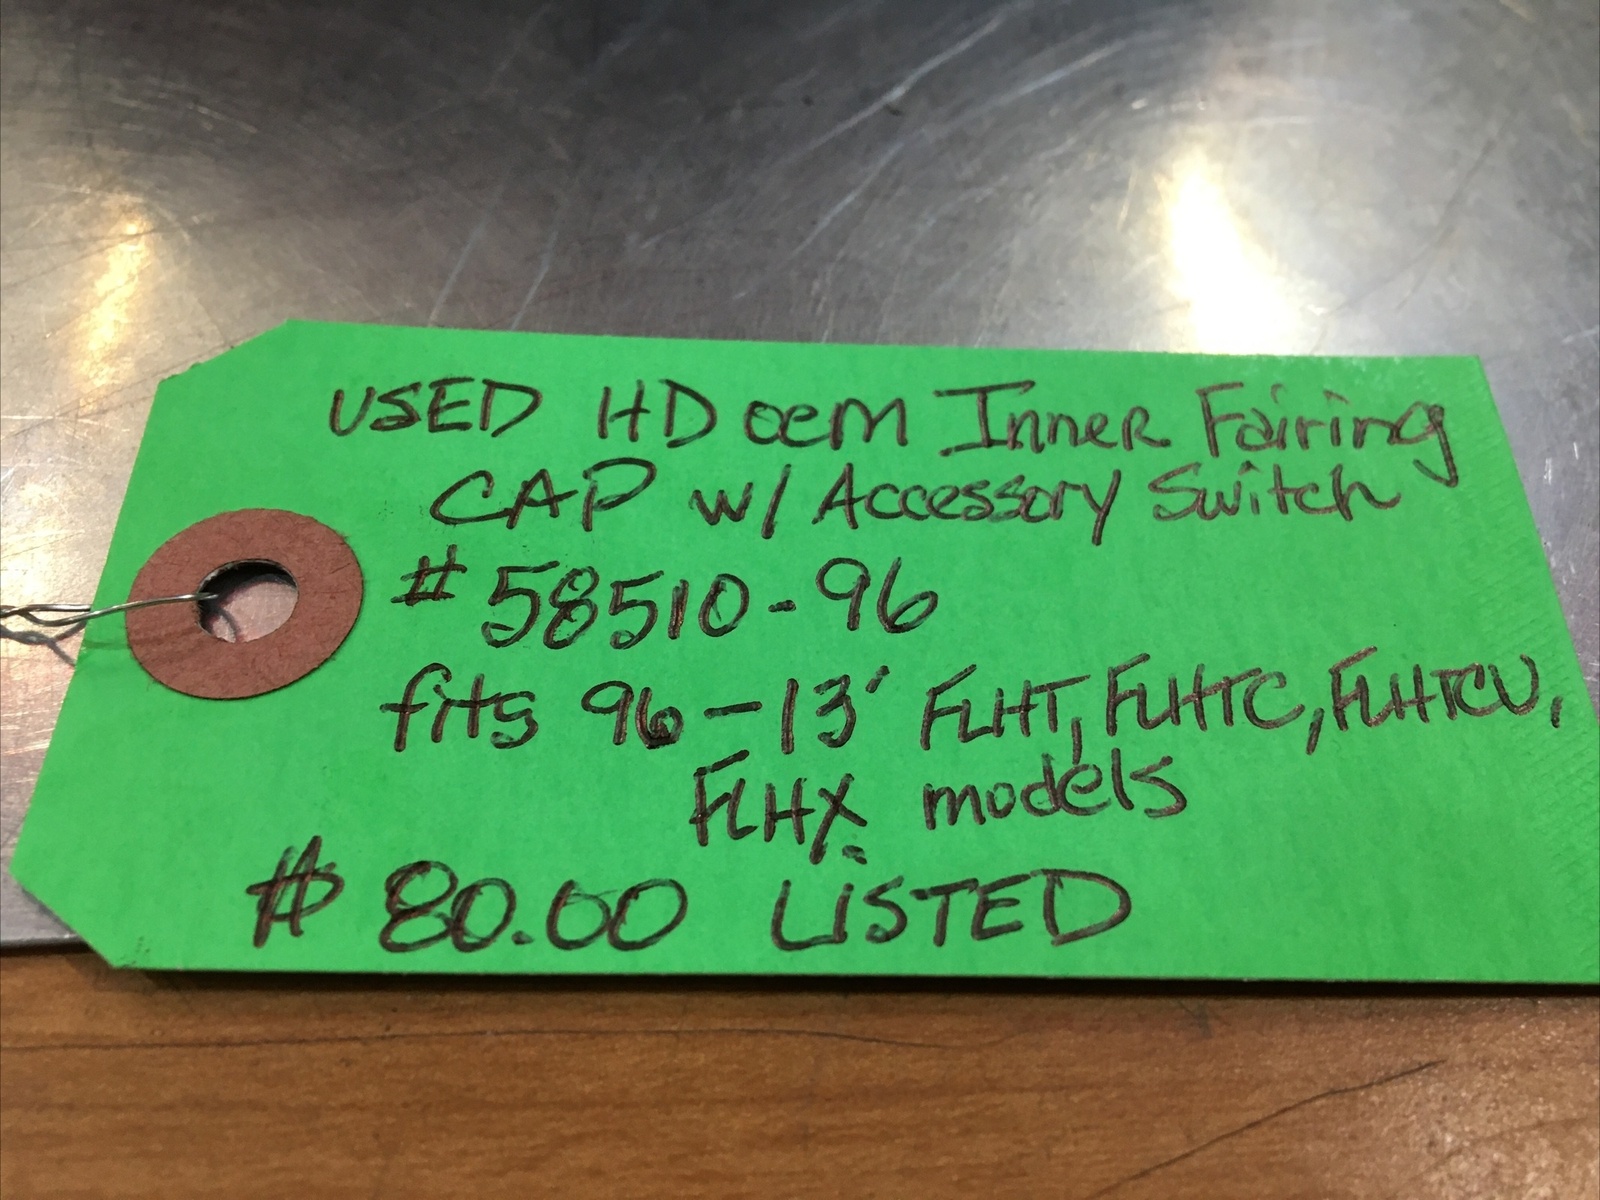 USED HD oem Inner Fairing
CAP w/ Accessory Switch
# 58510-96
fits 96-13' FLHT, FLHTC, FLHTCU,
FLHX models
$ 80.00 LISTED